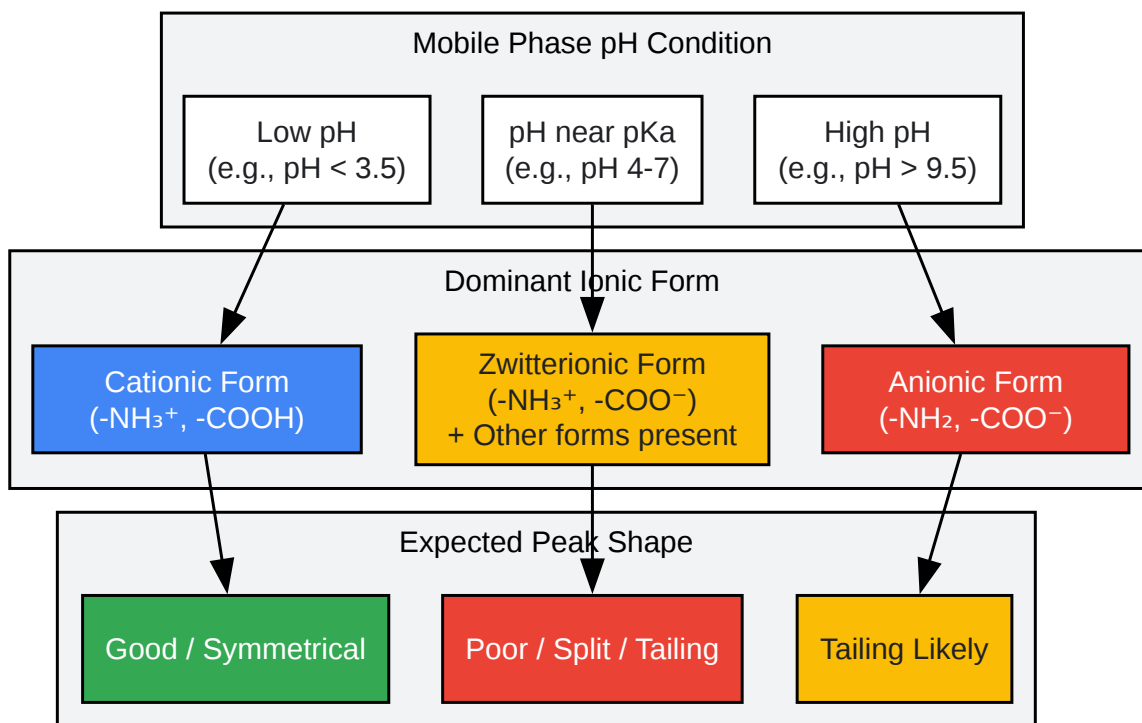 Mobile Phase pH Condition
Low pH
(e.g., pH < 3.5)
pH near pKa
(e.g., pH 4-7)
High pH
(e.g., pH > 9.5)
Dominant Ionic Form
Cationic Form
(-NH₃⁺, -COOH)
Zwitterionic Form
(-NH₃⁺, -COO⁻)
+ Other forms present
Anionic Form
(-NH₂, -COO⁻)
Expected Peak Shape
Good / Symmetrical
Poor / Split / Tailing
Tailing Likely